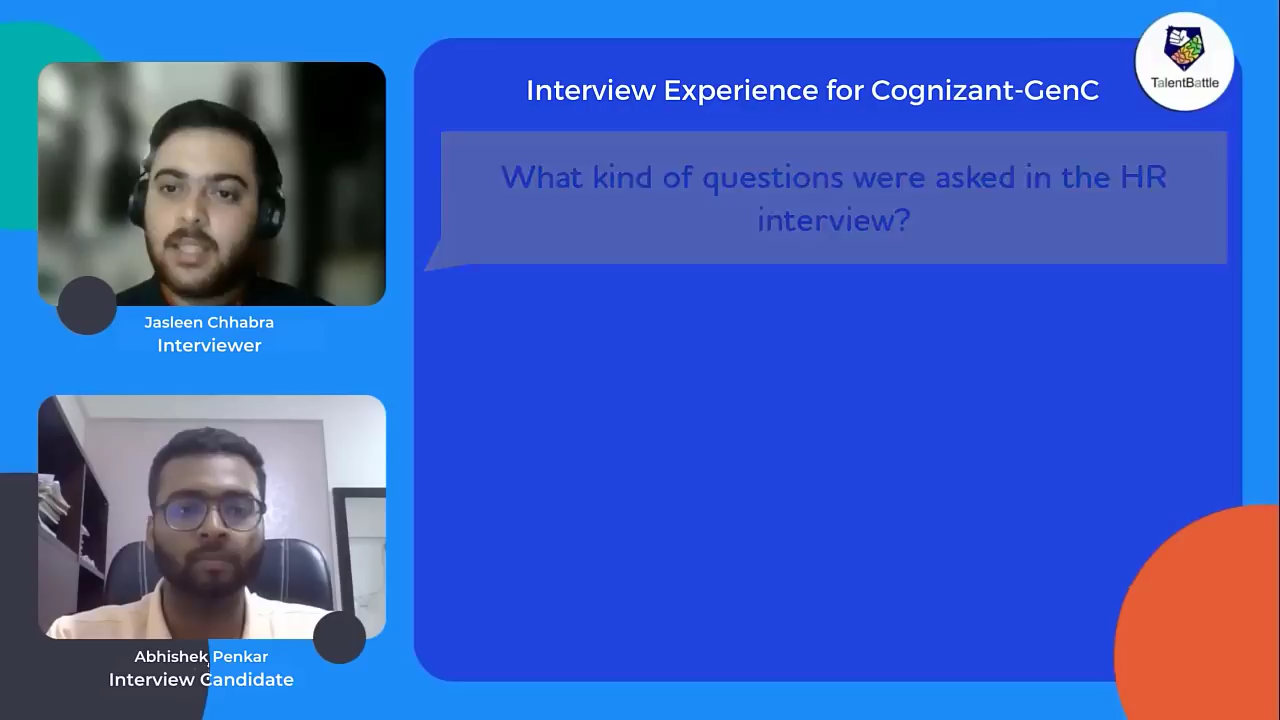 Interview Experience for Cognizant-GenC
TalentBattle
What kind of questions were asked in the HR
interview?
Jasleen Chhabra
Interviewer
Abhishek Penkar
Interview Candidate